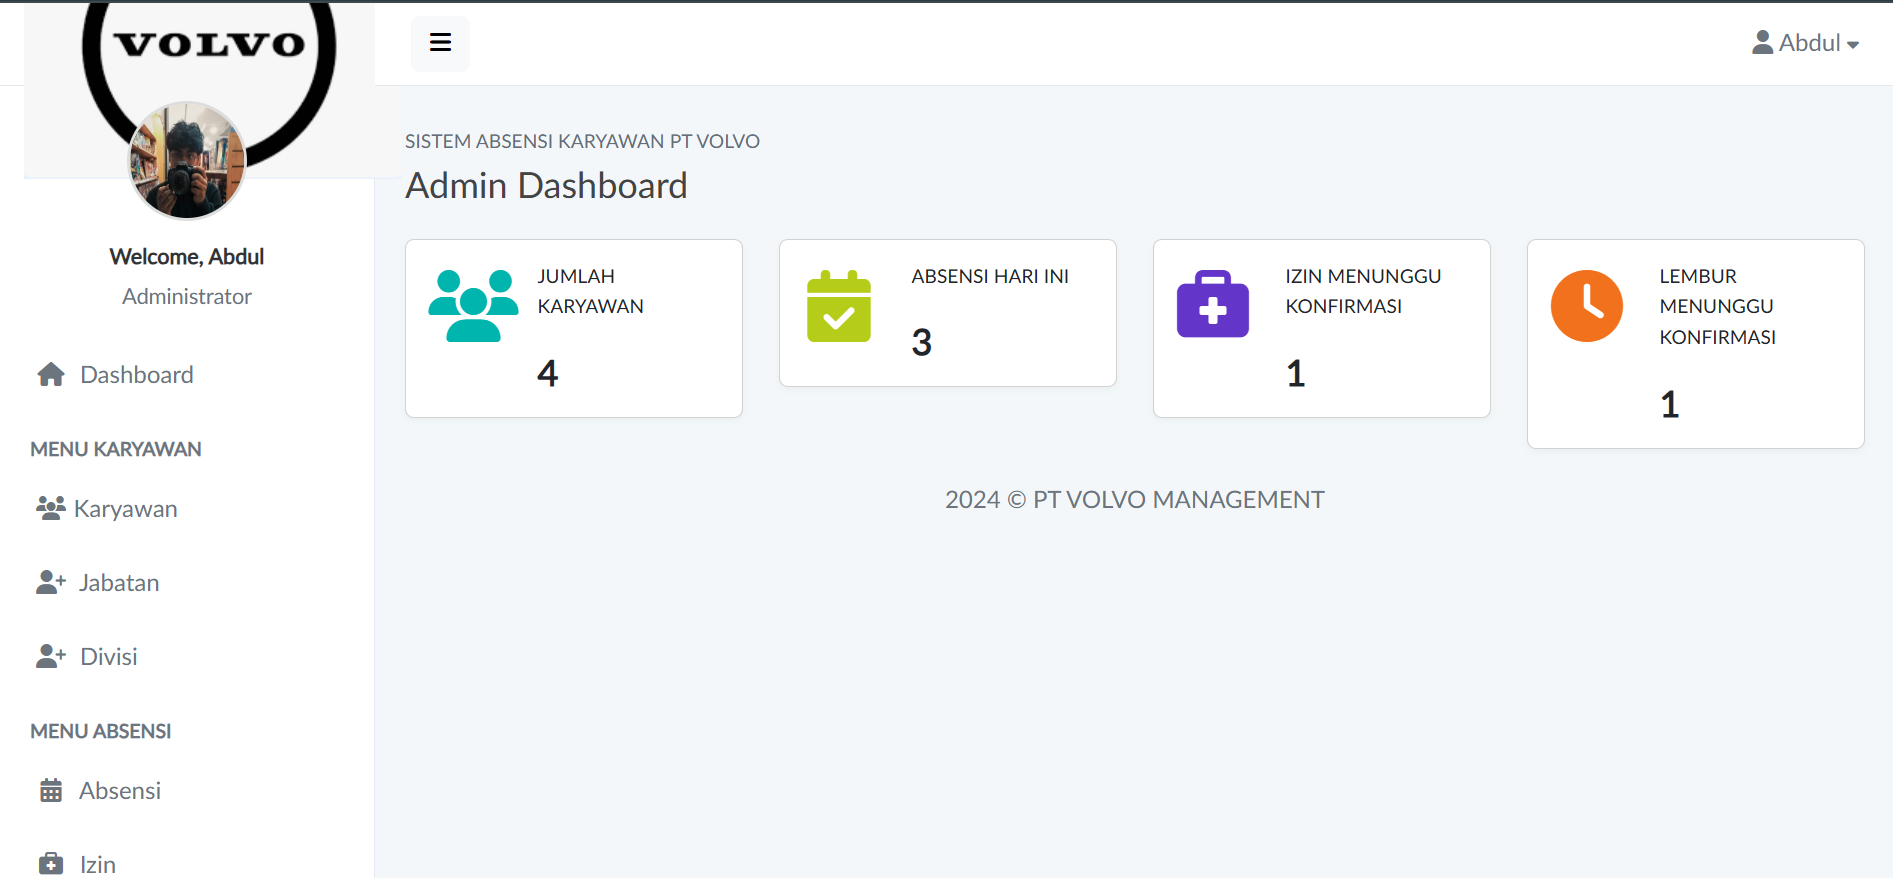 VOLVO
Abdul
Welcome, Abdul
Administrator
Dashboard
MENU KARYAWAN
Karyawan
Jabatan
Divisi
MENU ABSENSI
Absensi
Izin
SISTEM ABSENSI KARYAWAN PT VOLVO
Admin Dashboard
JUMLAH
KARYAWAN
4
ABSENSI HARI INI
3
IZIN MENUNGGU
KONFIRMASI
1
LEMBUR
MENUNGGU
KONFIRMASI
1
2024 © PT VOLVO MANAGEMENT